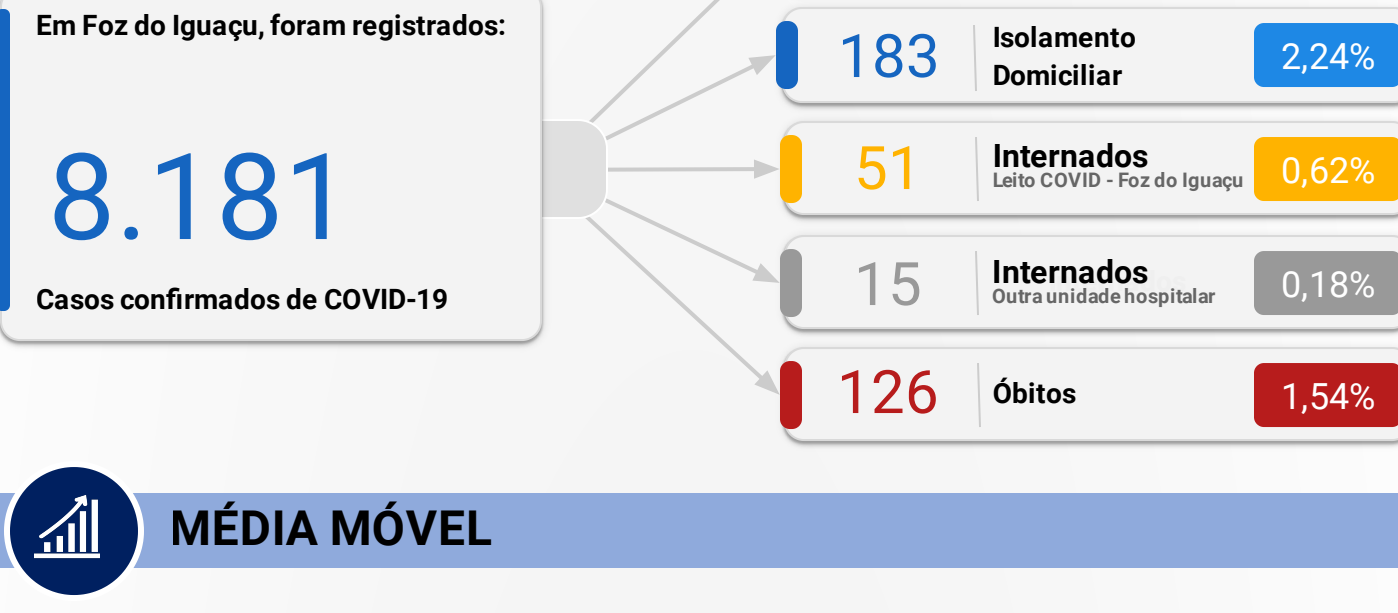 Em Foz do Iguaçu, foram registrados:
8.181
Casos confirmados de COVID-19
183
Isolamento
Domiciliar
2,24%
51
Internados
Leito COVID - Foz do Iguaçu
0,62%
15
Internados
Outra unidade hospitalar
0,18%
126
Óbitos
1,54%
MÉDIA MÓVEL